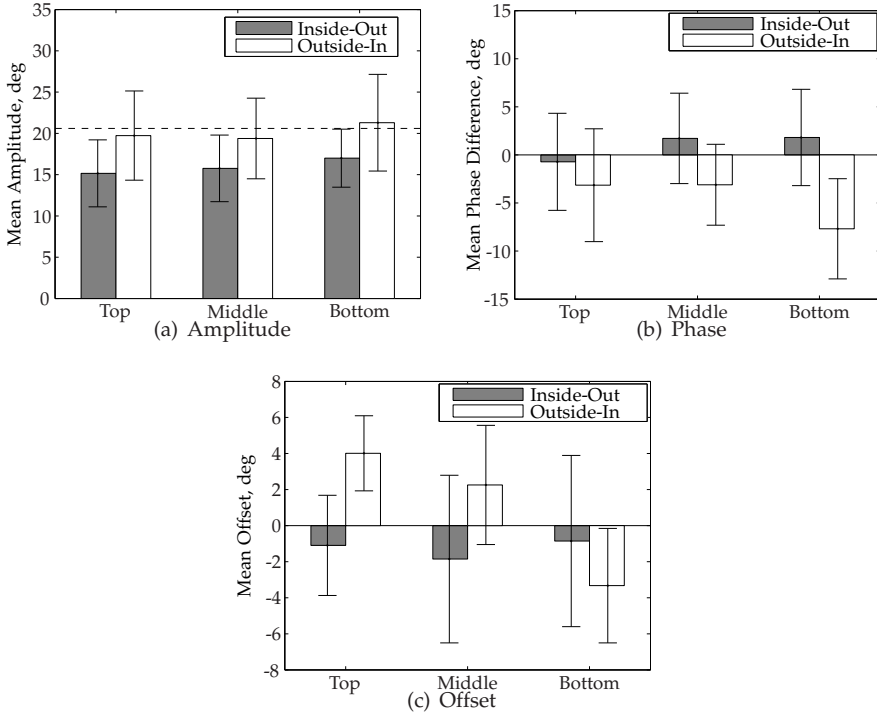 35
30
25
20
15
10
5
0
Mean Amplitude, deg
Inside-Out
Outside-In
Top
Middle
Bottom
(a) Amplitude
15
10
5
0
-5
-10
-15
Mean Phase Difference, deg
Inside-Out
Outside-In
Top
Middle
Bottom
(b) Phase
8
6
4
2
0
-2
-4
-6
-8
Mean Offset, deg
Inside-Out
Outside-In
Top
Middle
Bottom
(c) Offset